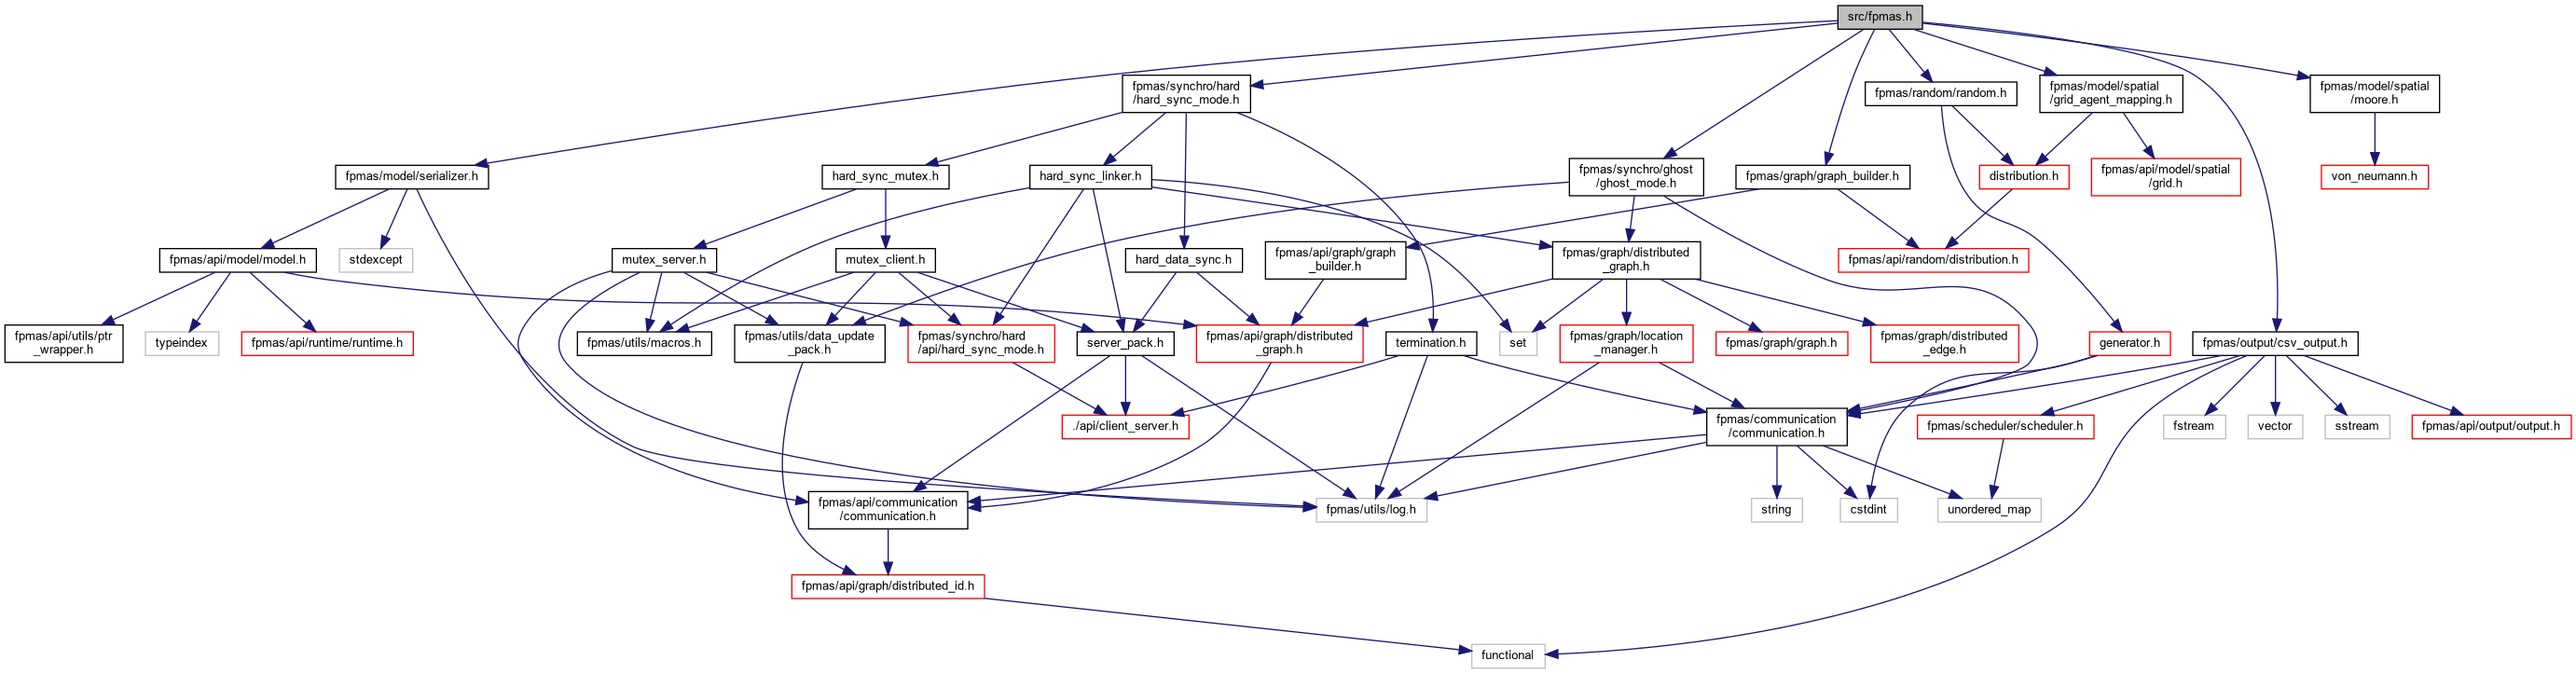 src/fpmas.h
fpmas/synchro/hard
/hard_sync_mode.h
fpmas/random/random.h
fpmas/model/spatial
/grid_agent_mapping.h
fpmas/model/spatial
/moore.h
fpmas/model/serializer.h
hard_sync_mutex.h
hard_sync_linker.h
fpmas/synchro/ghost
/ghost_mode.h
fpmas/graph/graph_builder.h
distribution.h
fpmas/api/model/spatial
/grid.h
von_neumann.h
fpmas/api/model/model.h
stdexcept
mutex_server.h
mutex_client.h
hard_data_sync.h
fpmas/api/graph/graph
_builder.h
fpmas/graph/distributed
_graph.h
fpmas/api/random/distribution.h
fpmas/api/utils/ptr
_wrapper.h
typeindex
fpmas/api/runtime/runtime.h
fpmas/utils/macros.h
fpmas/utils/data_update
_pack.h
fpmas/synchro/hard
/api/hard_sync_mode.h
server_pack.h
fpmas/api/graph/distributed
_graph.h
termination.h
set
fpmas/graph/location
_manager.h
fpmas/graph/graph.h
fpmas/graph/distributed
_edge.h
generator.h
fpmas/output/csv_output.h
./api/client_server.h
fpmas/communication
/communication.h
fpmas/scheduler/scheduler.h
fstream
vector
sstream
fpmas/api/output/output.h
fpmas/api/communication
/communication.h
fpmas/utils/log.h
string
cstdint
unordered_map
fpmas/api/graph/distributed_id.h
functional